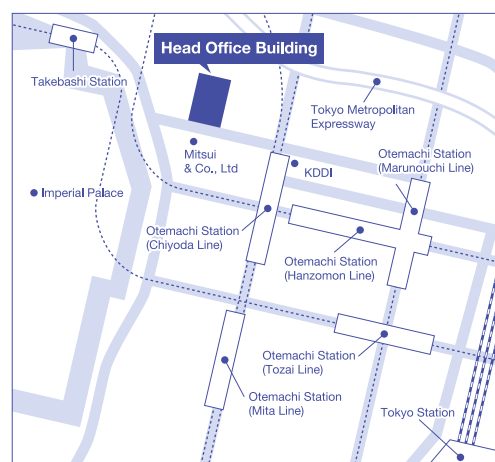 Head Office Building
Takebashi Station
Tokyo Metropolitan
Expressway
Mitsui
& Co., Ltd
KDDI
Otemachi Station
(Marunouchi Line)
Imperial Palace
Otemachi Station
(Chiyoda Line)
Otemachi Station
(Hanzomon Line)
Otemachi Station
(Tozai Line)
Otemachi Station
(Mita Line)
Tokyo Station